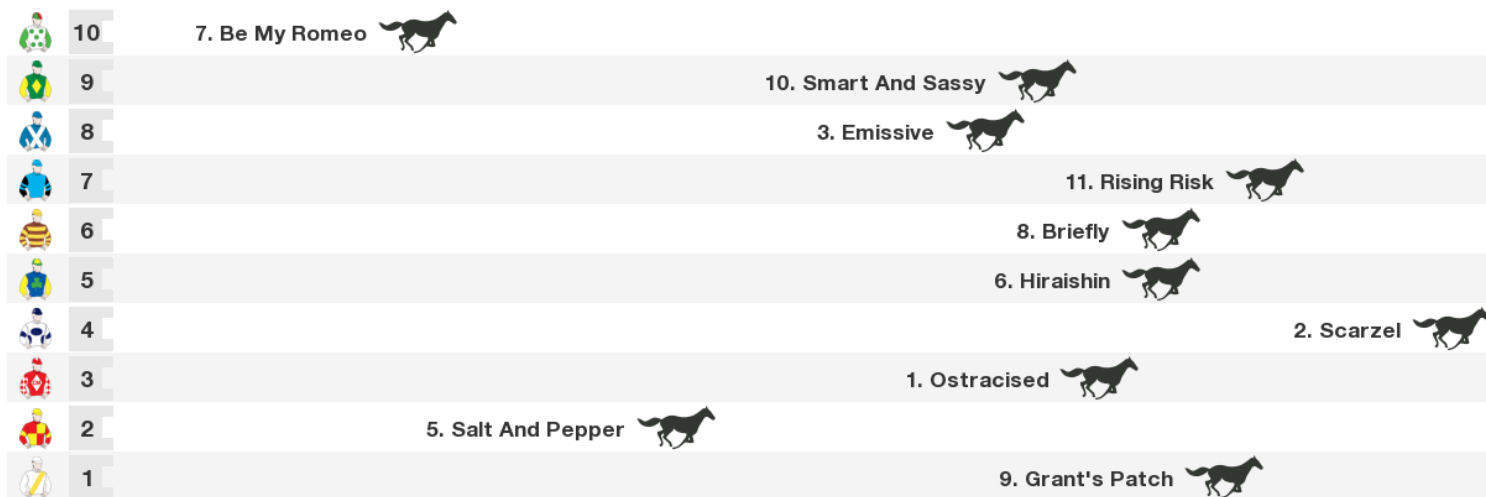 10 7. Be My Romeo
9 10. Smart And Sassy
8 3. Emissive
7 11. Rising Risk
6 8. Briefly
5 6. Hiraishin
4 2. Scarzel
3 1. Ostracised
2 5. Salt And Pepper
1 9. Grant's Patch